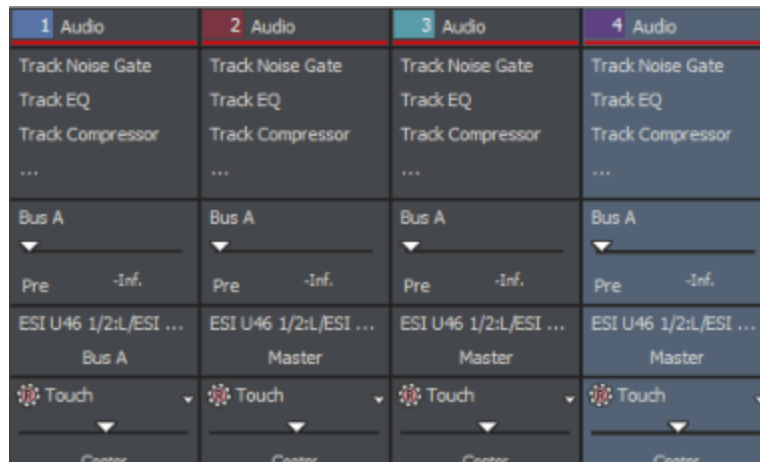 1 Audio 2 Audio 3 Audio 4 Audio
Track Noise Gate Track Noise Gate Track Noise Gate Track Noise Gate
Track EQ Track EQ Track EQ Track EQ
Track Compressor Track Compressor Track Compressor Track Compressor
... ... ... ...
Bus A Bus A Bus A Bus A
Pre -Inf. Pre -Inf. Pre -Inf. Pre -Inf.
ESI U46 1/2:L/ESI ... ESI U46 1/2:L/ESI ... ESI U46 1/2:L/ESI ... ESI U46 1/2:L/ESI ...
Bus A Master Master Master
Touch Touch Touch Touch
Center Center Center Center